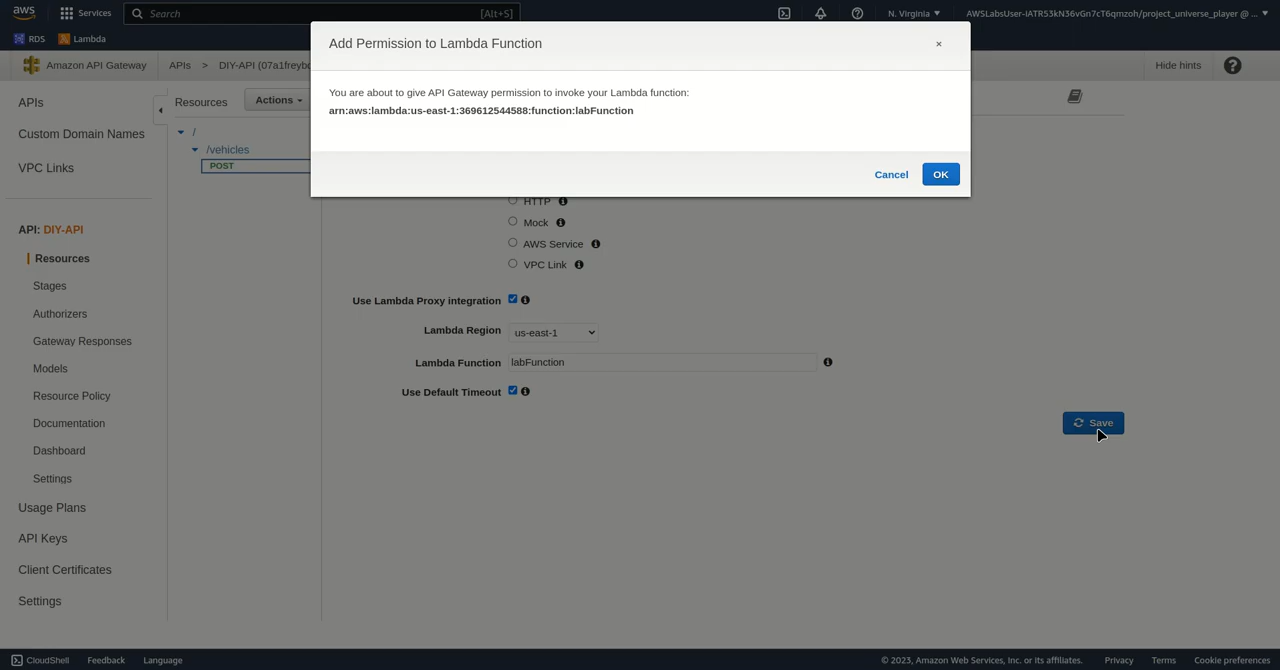 aws
Services
Search
[Alt+S]
N. Virginia
AWSLabsUser-IATR53kN36vGn7cT6qmzoh/project_universe_player @ ...
RDS
Lambda
Amazon API Gateway
APIs
>
Hide hints
Add Permission to Lambda Function
×
You are about to give API Gateway permission to invoke your Lambda function:
arn:aws:lambda:us-east-1:369612544588:function:labFunction
Cancel
OK
APIs
Custom Domain Names
VPC Links
API: DIY-API
Resources
Stages
Authorizers
Gateway Responses
Models
Resource Policy
Documentation
Dashboard
Settings
Usage Plans
API Keys
Client Certificates
Settings
Resources
Actions
/
/vehicles
POST
HTTP
Mock
AWS Service
VPC Link
Use Lambda Proxy integration
Lambda Region
us-east-1
Lambda Function
labFunction
Use Default Timeout
Save
CloudShell
Feedback
Language
© 2023, Amazon Web Services, Inc. or its affiliates.
Privacy
Terms
Cookie preferences